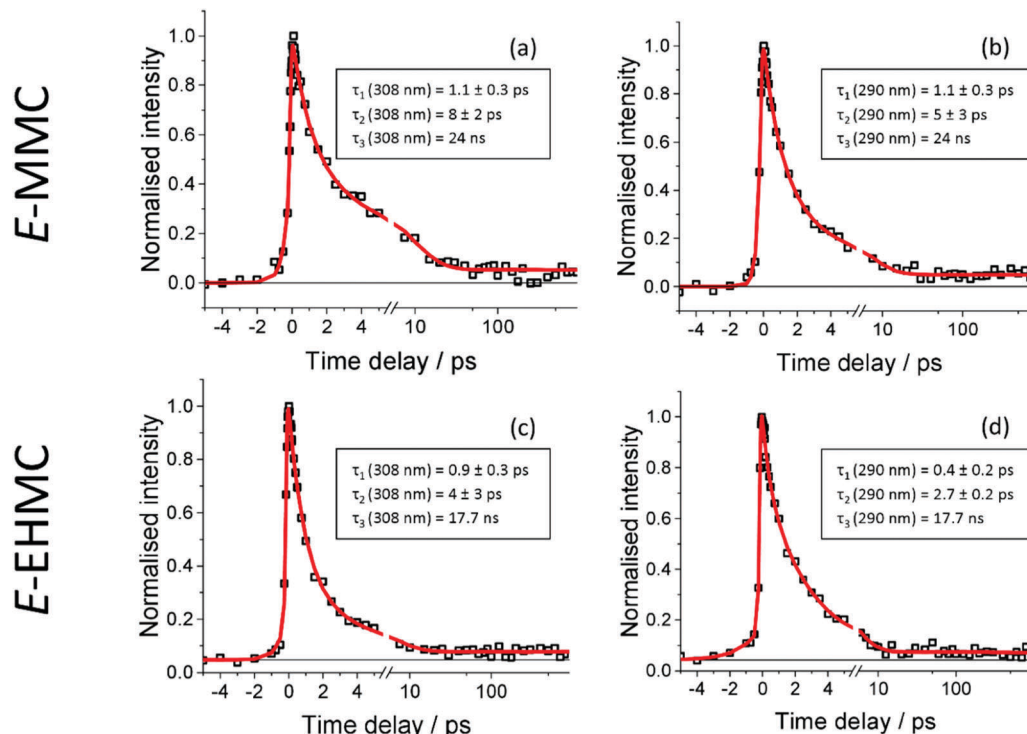 E-MMC
(a)
Normalised intensity
1.0
0.8
0.6
0.4
0.2
0.0
τ₁ (308 nm) = 1.1 ± 0.3 ps
τ₂ (308 nm) = 8 ± 2 ps
τ₃ (308 nm) = 24 ns
-4 -2 0 2 4 10 100
Time delay / ps
(b)
Normalised intensity
1.0
0.8
0.6
0.4
0.2
0.0
τ₁ (290 nm) = 1.1 ± 0.3 ps
τ₂ (290 nm) = 5 ± 3 ps
τ₃ (290 nm) = 24 ns
-4 -2 0 2 4 10 100
Time delay / ps
E-EHMC
(c)
Normalised intensity
1.0
0.8
0.6
0.4
0.2
0.0
τ₁ (308 nm) = 0.9 ± 0.3 ps
τ₂ (308 nm) = 4 ± 3 ps
τ₃ (308 nm) = 17.7 ns
-4 -2 0 2 4 10 100
Time delay / ps
(d)
Normalised intensity
1.0
0.8
0.6
0.4
0.2
0.0
τ₁ (290 nm) = 0.4 ± 0.2 ps
τ₂ (290 nm) = 2.7 ± 0.2 ps
τ₃ (290 nm) = 17.7 ns
-4 -2 0 2 4 10 100
Time delay / ps